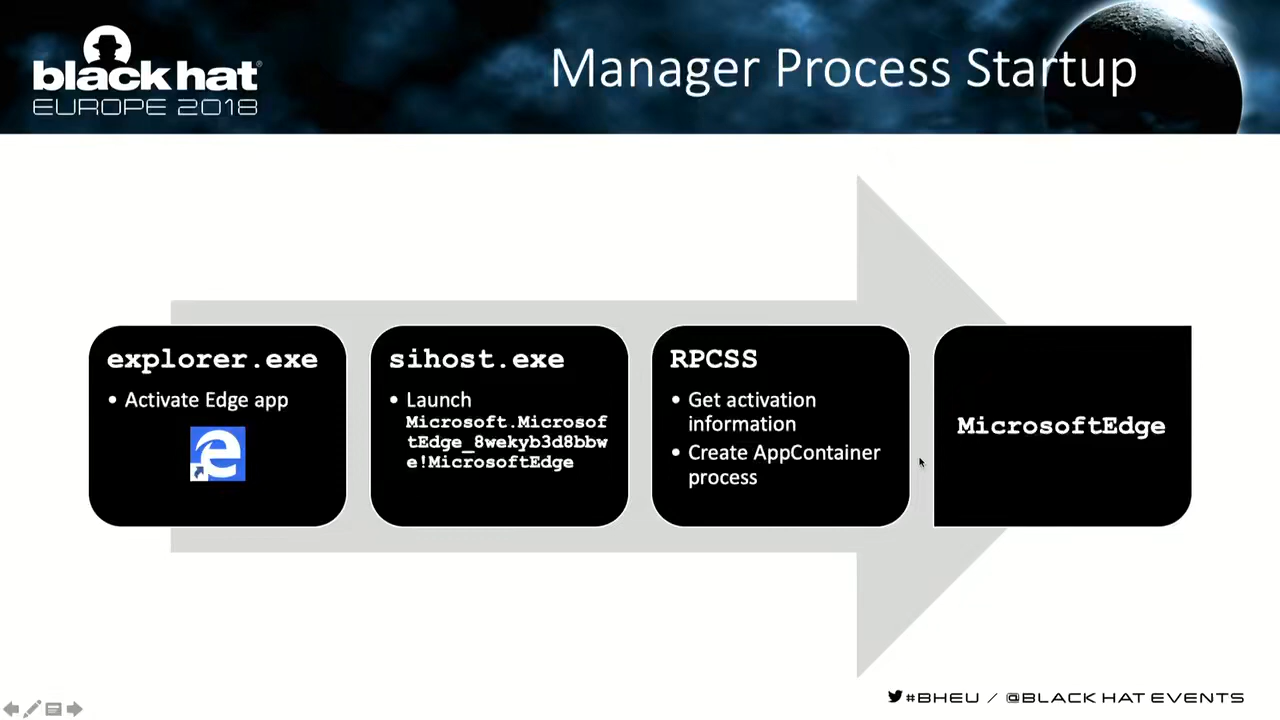 black hat®
EUROPE 2018
Manager Process Startup
explorer.exe
• Activate Edge app
sihost.exe
• Launch
Microsoft.Microsof
tEdge_8wekyb3d8bbw
e!MicrosoftEdge
RPCSS
• Get activation
information
• Create AppContainer
process
MicrosoftEdge
#BHEU / @BLACK HAT EVENTS